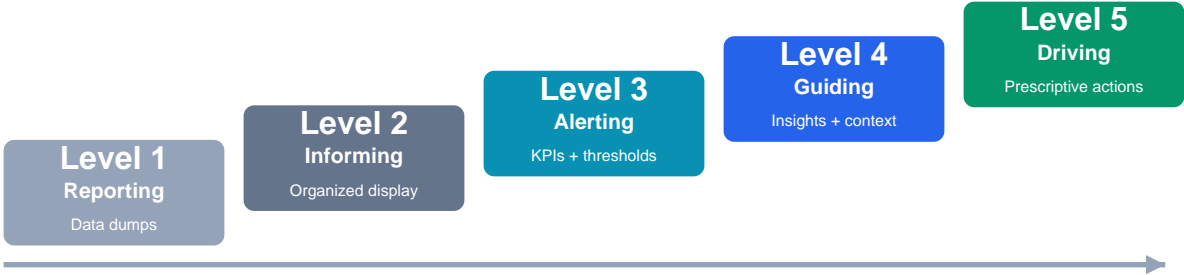 Level 1
Reporting
Data dumps
Level 2
Informing
Organized display
Level 3
Alerting
KPIs + thresholds
Level 4
Guiding
Insights + context
Level 5
Driving
Prescriptive actions